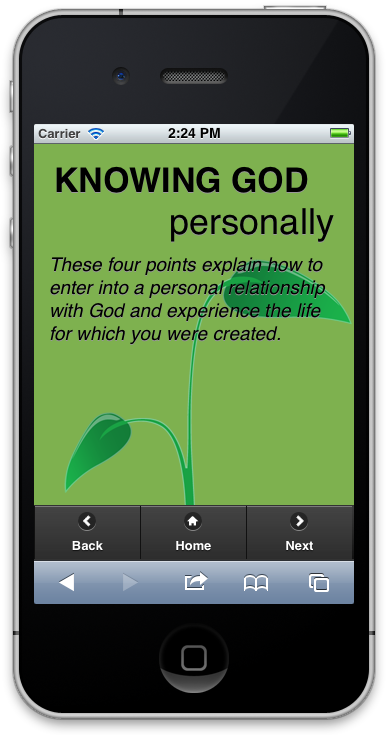 Carrier 2:24 PM
KNOWING GOD
personally
These four points explain how to
enter into a personal relationship
with God and experience the life
for which you were created.
Back Home Next